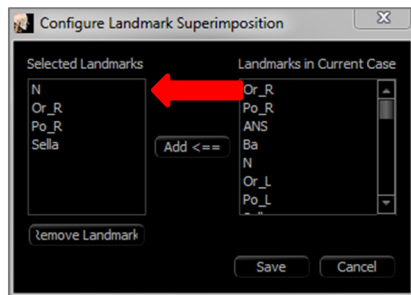 Configure Landmark Superimposition
Selected Landmarks
Landmarks in Current Case
N
Or_R
Po_R
Sella
Add <==
Or_R
Po_R
ANS
Ba
N
Or_L
Po_L
Remove Landmark
Save
Cancel